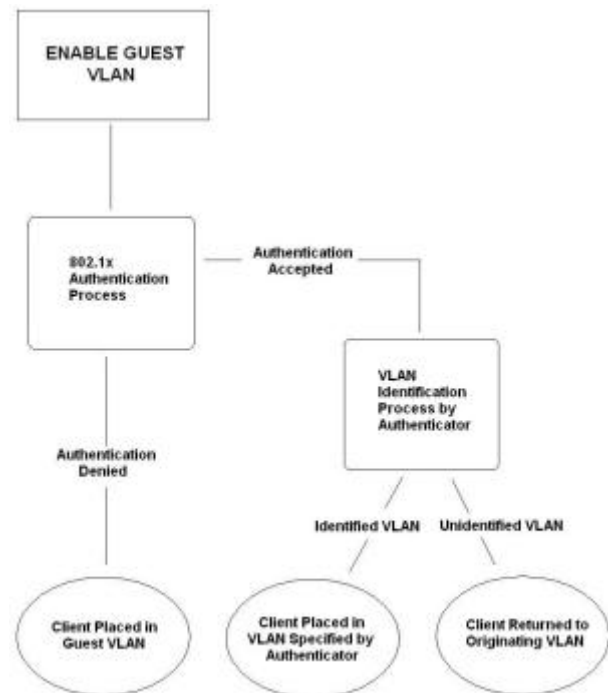 ENABLE GUEST
VLAN
802.1x
Authentication
Process
Authentication
Accepted
VLAN
Identification
Process by
Authenticator
Authentication
Denied
Identified VLAN
Unidentified VLAN
Client Placed in
Guest VLAN
Client Placed in
VLAN Specified by
Authenticator
Client Returned to
Originating VLAN